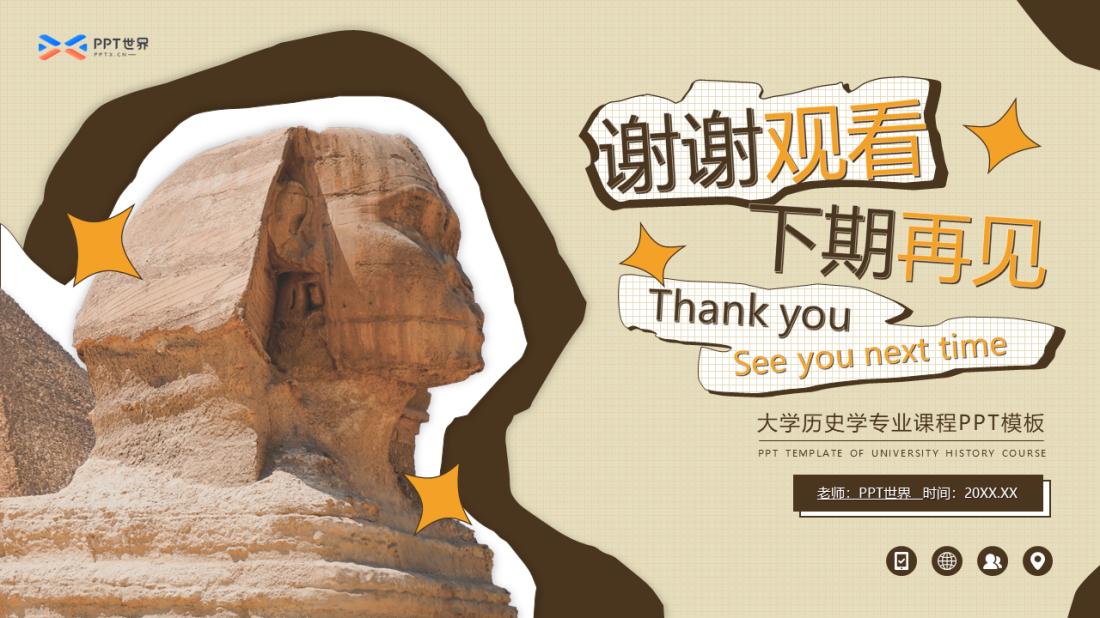 PPT世界
PPTX.CN
谢谢观看
下期再见
Thank you
See you next time
大学历史学专业课程PPT模板
PPT TEMPLATE OF UNIVERSITY HISTORY COURSE
老师：PPT世界 时间：20XX.XX